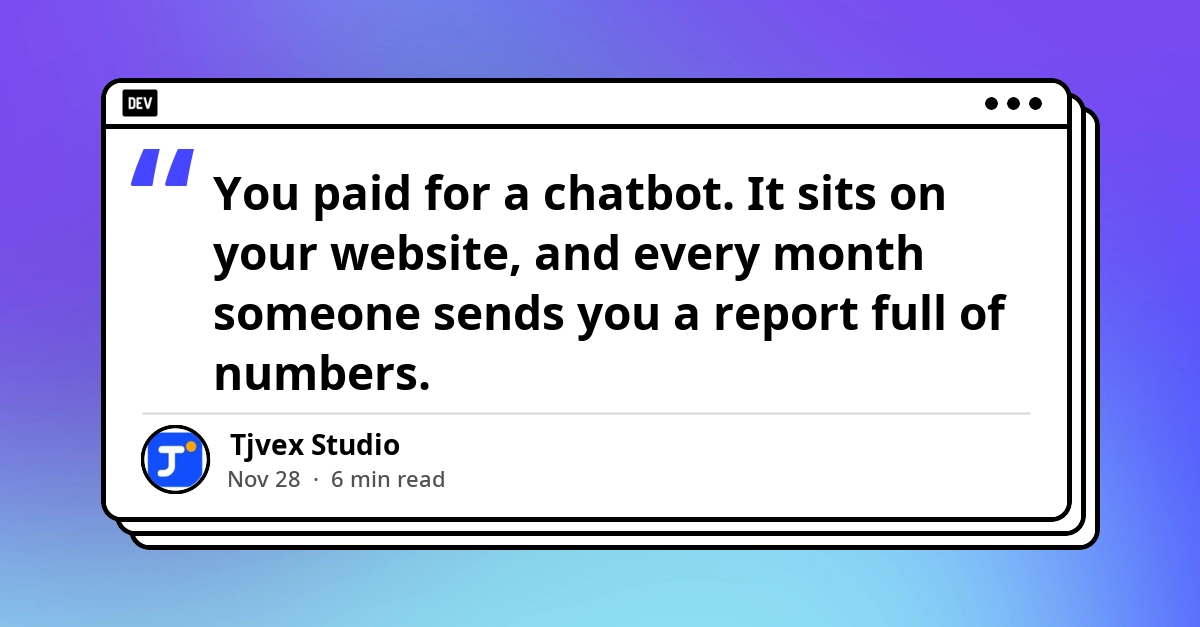 DEV
“
You paid for a chatbot. It sits on
your website, and every month
someone sends you a report full of
numbers.
J
Tjvex Studio
Nov 28 · 6 min read